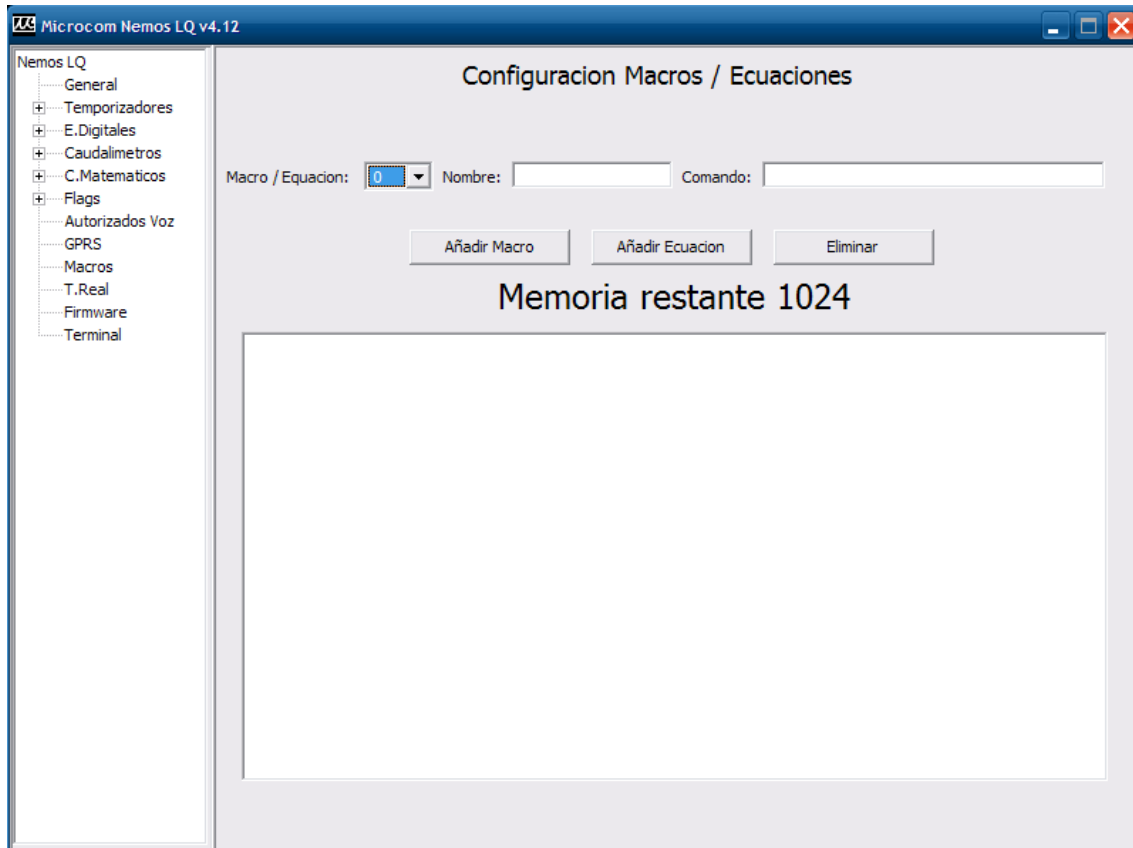 Microcom Nemos LQ v4.12
Nemos LQ
General
Temporizadores
E.Digitales
Caudalimetros
C.Matematicos
Flags
Autorizados Voz
GPRS
Macros
T.Real
Firmware
Terminal
Configuracion Macros / Ecuaciones
Macro / Equacion: 0 Nombre: Comando:
Añadir Macro Añadir Ecuacion Eliminar
Memoria restante 1024